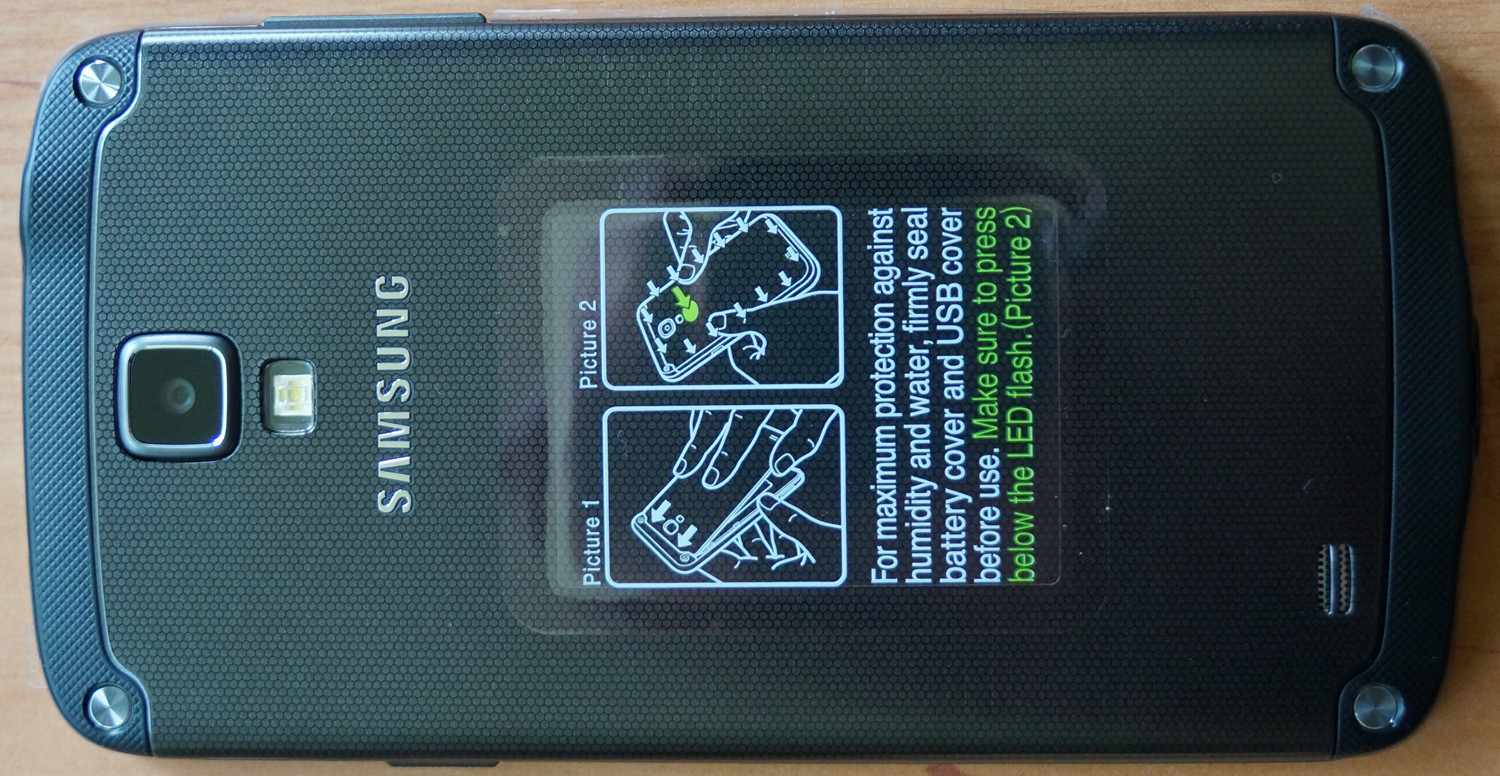 SAMSUNG
Picture 1
Picture 2
For maximum protection against
humidity and water, firmly seal
battery cover and USB cover
before use. Make sure to press
below the LED flash.(Picture 2)